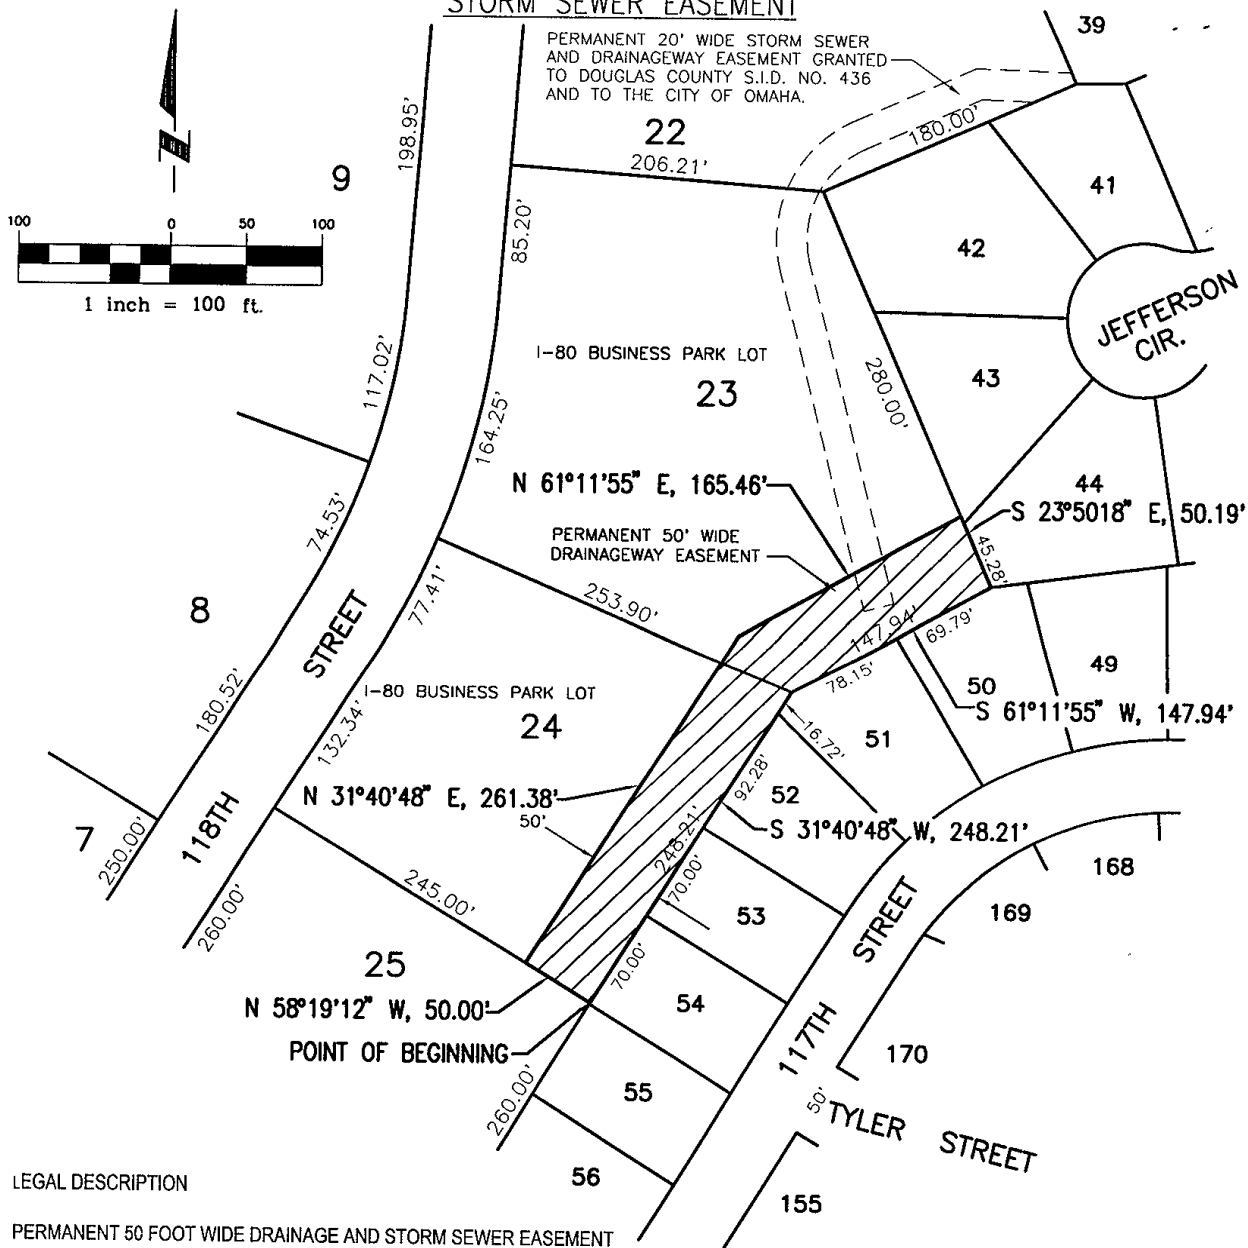 STORM SEWER EASEMENT
PERMANENT 20' WIDE STORM SEWER
AND DRAINAGEWAY EASEMENT GRANTED
TO DOUGLAS COUNTY S.I.D. NO. 436
AND TO THE CITY OF OMAHA.
39
198.95'
22
206.21'
180.00'
9
41
85.20'
100 0 50 100
1 inch = 100 ft.
42
JEFFERSON
CIR.
117.02'
I-80 BUSINESS PARK LOT
23
280.00'
43
164.25'
N 61°11'55" E, 165.46'
44
S 23°5018" E, 50.19'
74.53'
PERMANENT 50' WIDE
DRAINAGEWAY EASEMENT
45.28'
8
77.41'
253.90'
147.94'
69.79'
STREET
78.15'
49
50
180.52'
I-80 BUSINESS PARK LOT
24
S 61°11'55" W, 147.94'
132.34'
16.72'
51
92.28'
52
N 31°40'48" E, 261.38'
50'
S 31°40'48" W, 248.21'
7
118TH
248.21'
250.00'
168
245.00'
70.00'
53
STREET
169
260.00'
25
70.00'
54
N 58°19'12" W, 50.00'
117TH
POINT OF BEGINNING
170
55
260.00'
50'
TYLER STREET
56
155
LEGAL DESCRIPTION
PERMANENT 50 FOOT WIDE DRAINAGE AND STORM SEWER EASEMENT